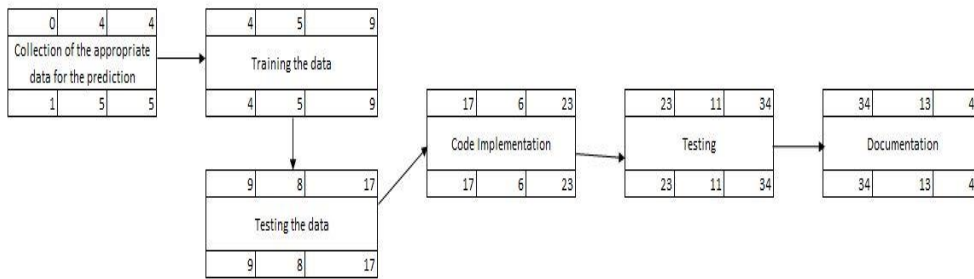 0 4 4
Collection of the appropriate
data for the prediction
1 5 5
4 5 9
Training the data
4 5 9
9 8 17
Testing the data
9 8 17
17 6 23
Code Implementation
17 6 23
23 11 34
Testing
23 11 34
34 13 4
Documentation
34 13 4